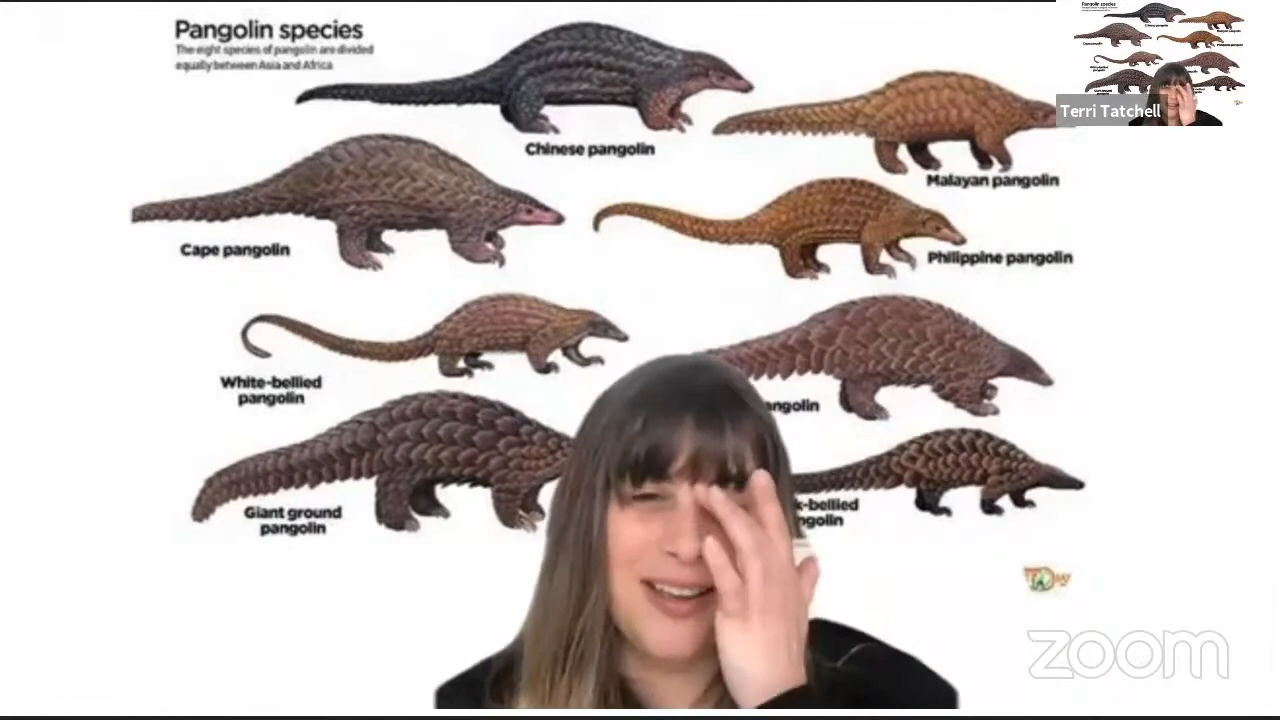 Pangolin species
The eight species of pangolin are divided
equally between Asia and Africa
Chinese pangolin
Malayan pangolin
Cape pangolin
Philippine pangolin
White-bellied
pangolin
angolin
Giant ground
pangolin
k-bellied
ngolin
Terri Tatchell
zoom